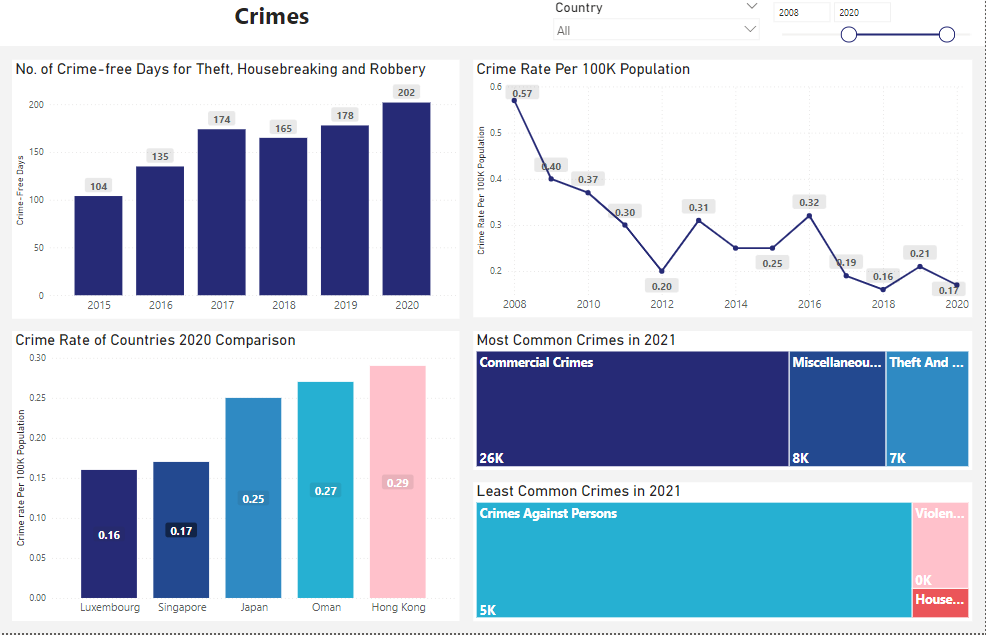 Crimes
Country
All
2008
2020
No. of Crime-free Days for Theft, Housebreaking and Robbery
Crime-Free Days
200
150
100
50
0
104
135
174
165
178
202
2015
2016
2017
2018
2019
2020
Crime Rate Per 100K Population
Crime Rate Per 100K Population
0.6
0.5
0.4
0.3
0.2
0.57
0.40
0.37
0.30
0.20
0.31
0.25
0.32
0.19
0.16
0.21
0.17
2008
2010
2012
2014
2016
2018
2020
Crime Rate of Countries 2020 Comparison
Crime rate Per 100K Population
0.30
0.25
0.20
0.15
0.10
0.05
0.00
0.16
0.17
0.25
0.27
0.29
Luxembourg
Singapore
Japan
Oman
Hong Kong
Most Common Crimes in 2021
Commercial Crimes
26K
Miscellaneou...
8K
Theft And ...
7K
Least Common Crimes in 2021
Crimes Against Persons
5K
Violen...
0K
House...